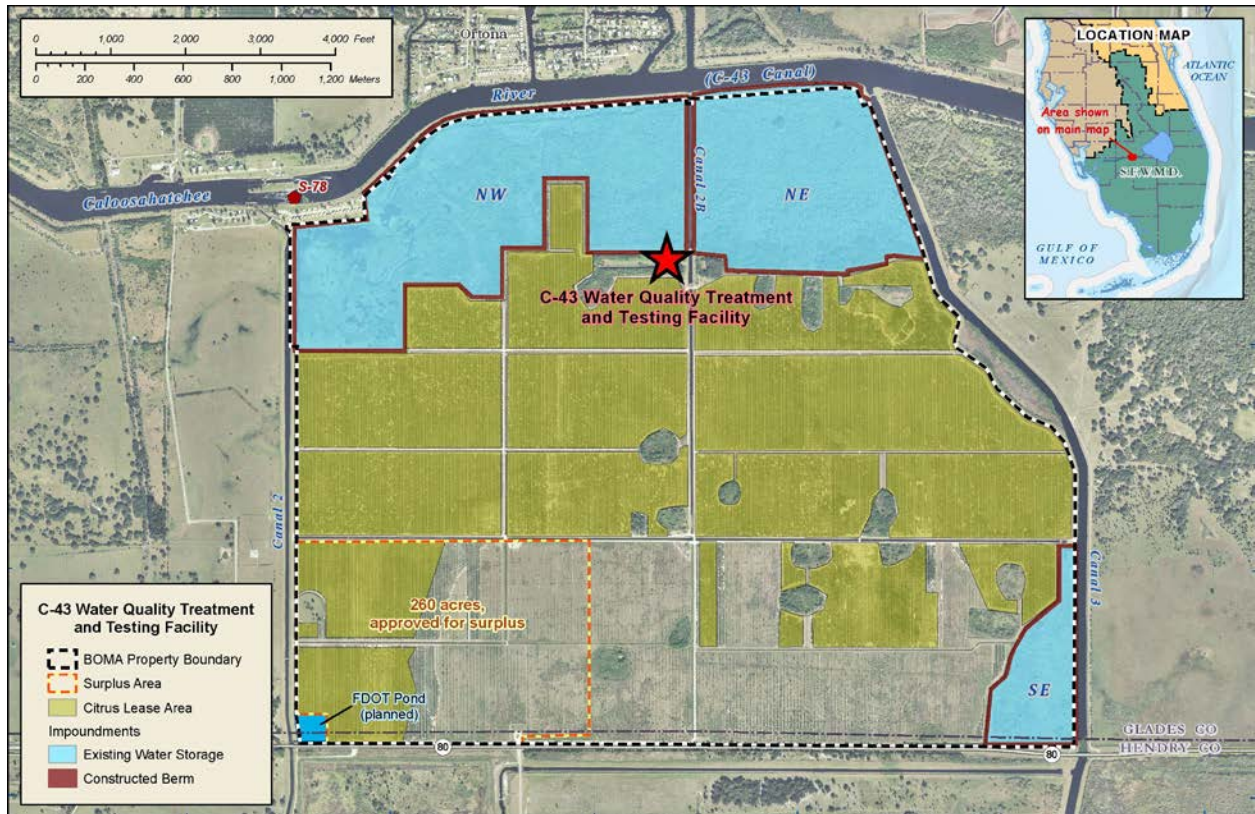 0 1,000 2,000 3,000 4,000 Feet
0 200 400 600 800 1,000 1,200 Meters
Ortona
River
(C-43 Canal)
Caloosahatchee
S-78
NW
Canal 2B
NE
C-43 Water Quality Treatment
and Testing Facility
Canal 2
Canal 3
260 acres,
approved for surplus
FDOT Pond
(planned)
SE
GLADES CO
HENDRY CO
80
80
LOCATION MAP
ATLANTIC
OCEAN
Area shown
on main map
S.F.W.M.D.
GULF OF
MEXICO
C-43 Water Quality Treatment
and Testing Facility
BOMA Property Boundary
Surplus Area
Citrus Lease Area
Impoundments
Existing Water Storage
Constructed Berm